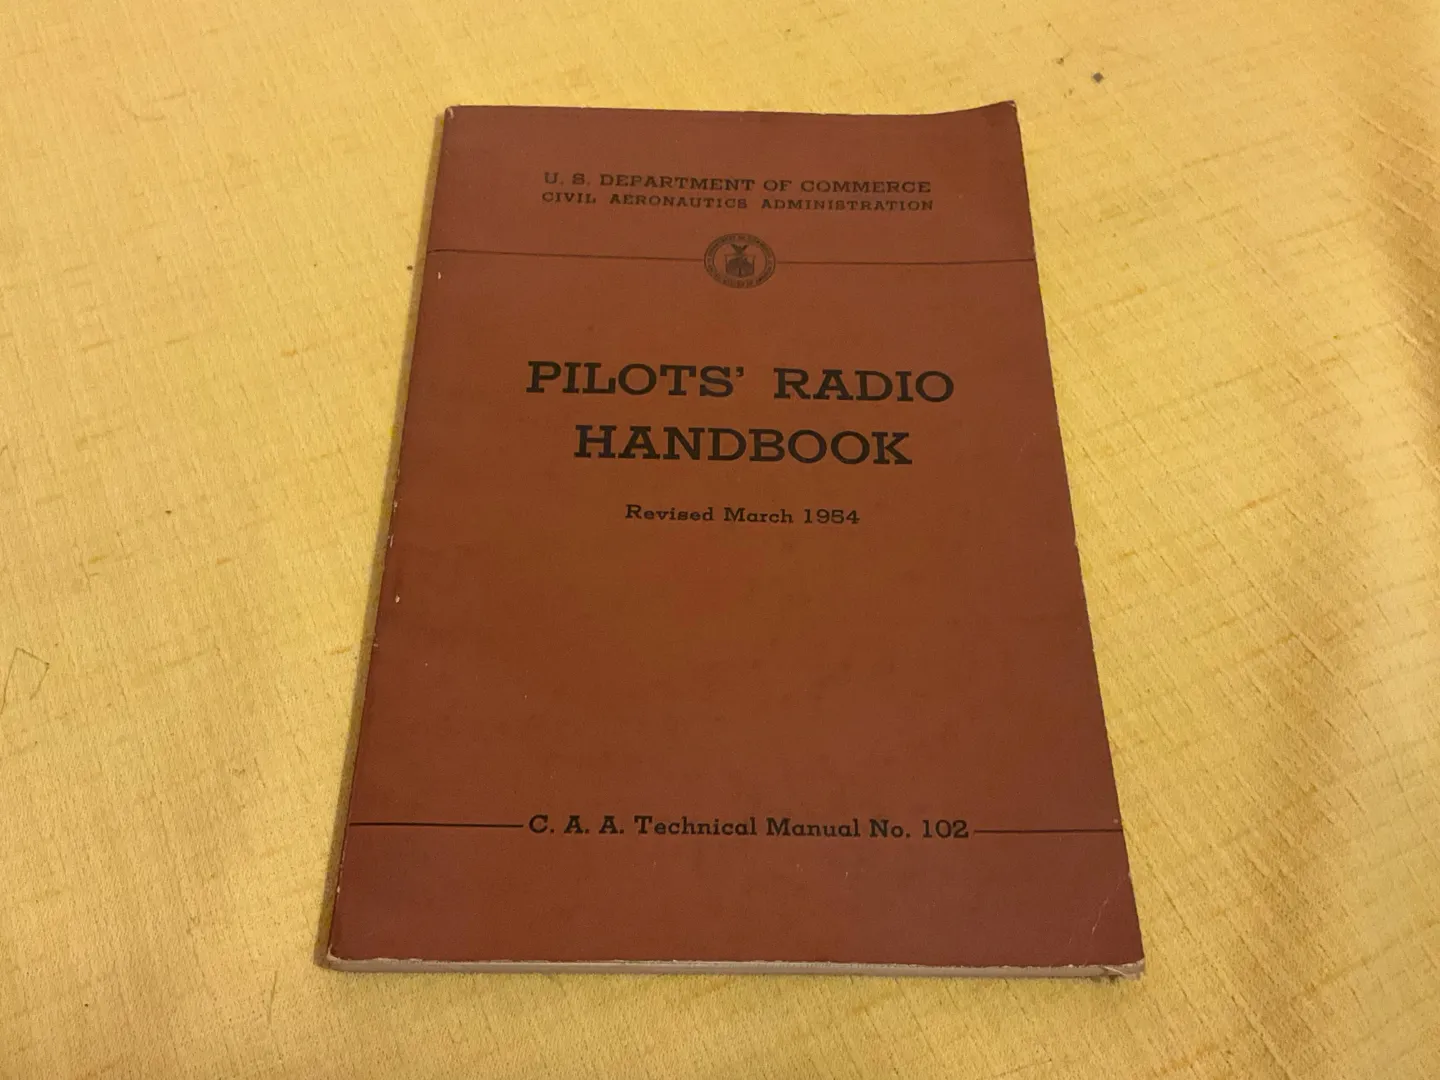 U. S. DEPARTMENT OF COMMERCE
CIVIL AERONAUTICS ADMINISTRATION
PILOTS' RADIO
HANDBOOK
Revised March 1954
C. A. A. Technical Manual No. 102